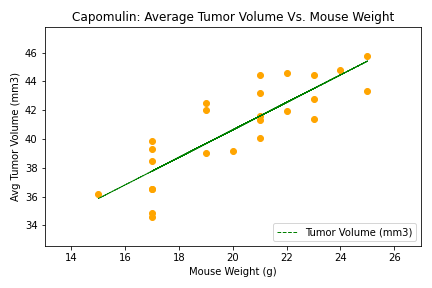 Capomulin: Average Tumor Volume Vs. Mouse Weight
Avg Tumor Volume (mm3)
46
44
42
40
38
36
34
14 16 18 20 22 24 26
Mouse Weight (g)
Tumor Volume (mm3)